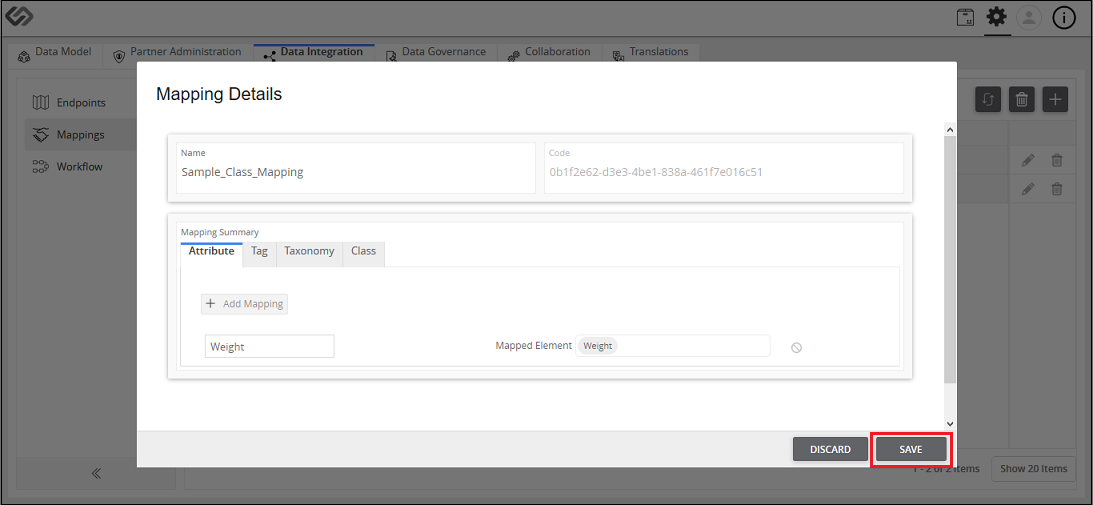 Data Model
Partner Administration
Data Integration
Data Governance
Collaboration
Translations
Endpoints
Mappings
Workflow
Mapping Details
Name
Sample_Class_Mapping
Code
0b1f2e62-d3e3-4be1-838a-461f7e016c51
Mapping Summary
Attribute
Tag
Taxonomy
Class
+ Add Mapping
Weight
Mapped Element
Weight
DISCARD
SAVE
1 - 2 of 2 Items
Show 20 Items